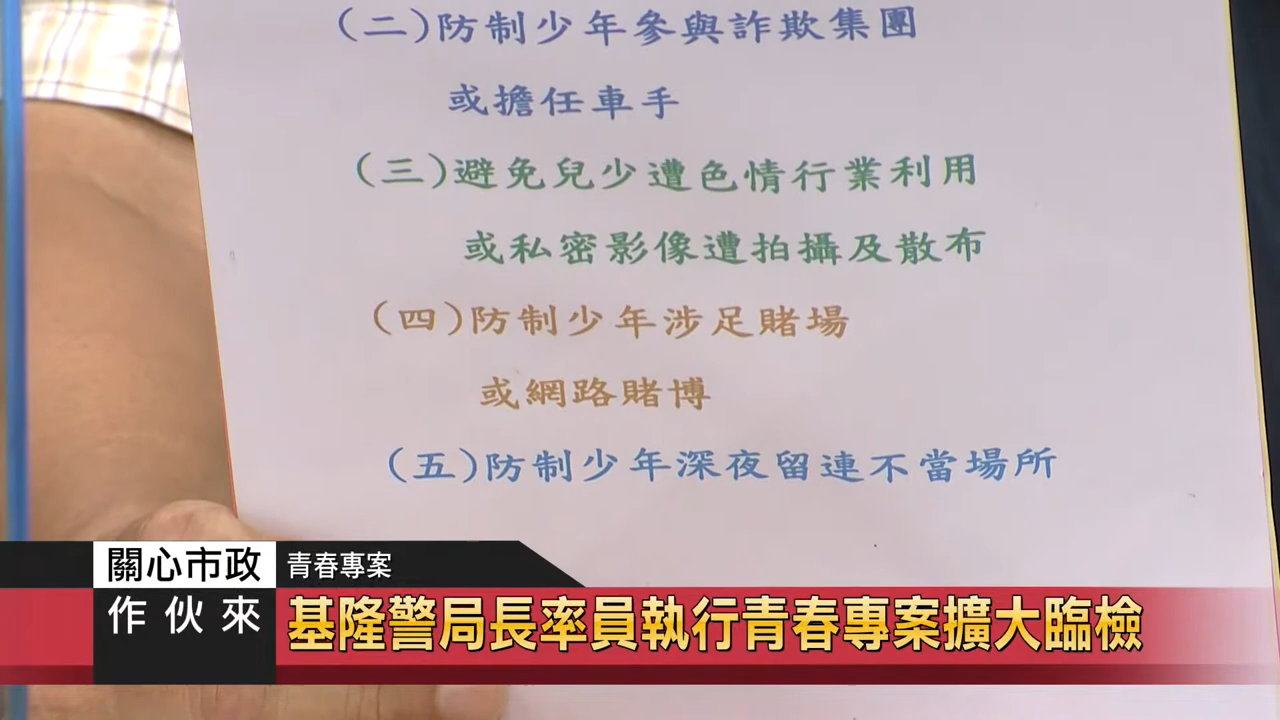 (二)防制少年參與詐欺集團
或擔任車手
(三)避免兒少遭色情行業利用
或私密影像遭拍攝及散布
(四)防制少年涉足賭場
或網路賭博
(五)防制少年深夜留連不當場所
關心市政
作伙來
青春專案
基隆警局長率員執行青春專案擴大臨檢